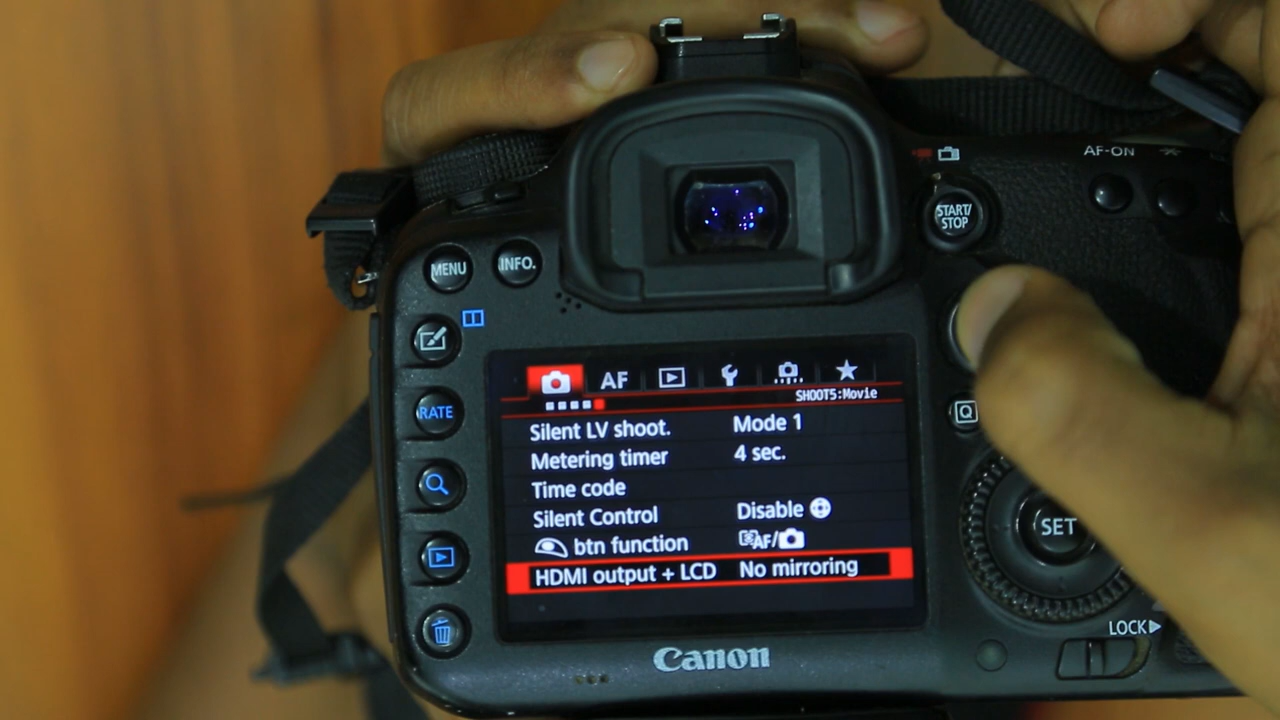 AF-ON
START/
STOP
MENU
INFO.
RATE
AF
SHOOT5:Movie
Silent LV shoot. Mode 1
Metering timer 4 sec.
Time code
Silent Control Disable
btn function AF/
HDMI output + LCD No mirroring
Q
SET
LOCK
Canon